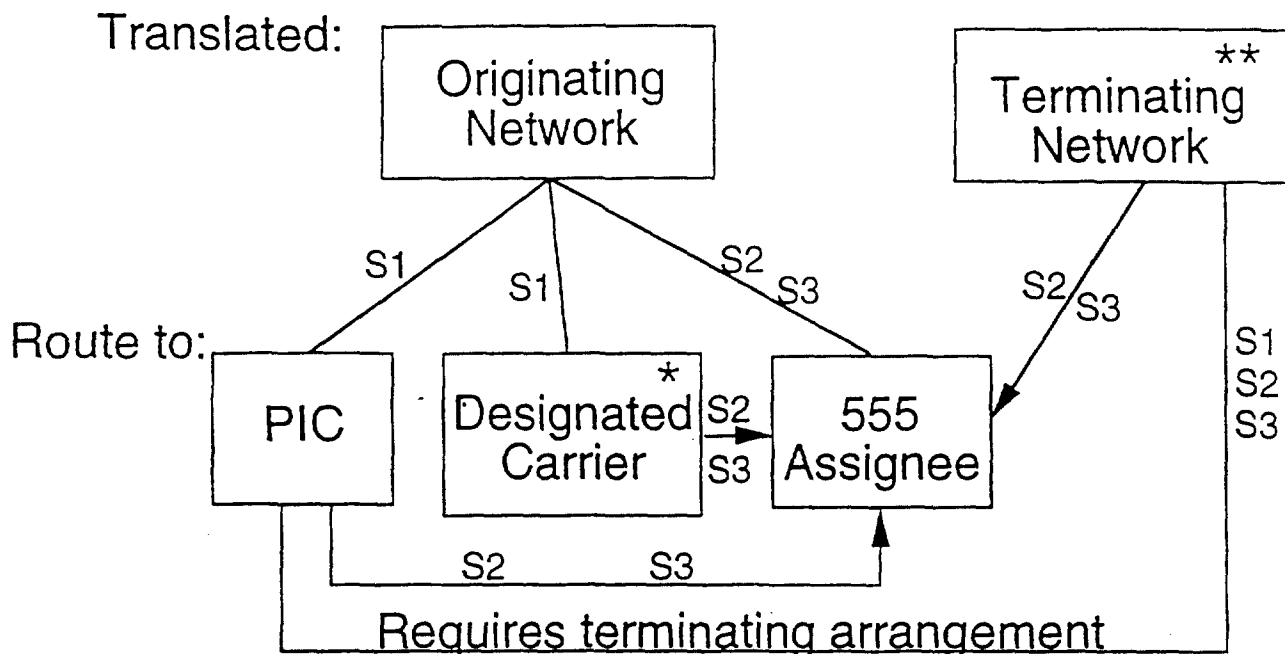 Translated:
Originating
Network
**
Terminating
Network
S1
S1
S2
S3
S2
S3
Route to:
PIC
*
Designated
Carrier
S2
S3
555
Assignee
S1
S2
S3
S2 S3
Requires terminating arrangement